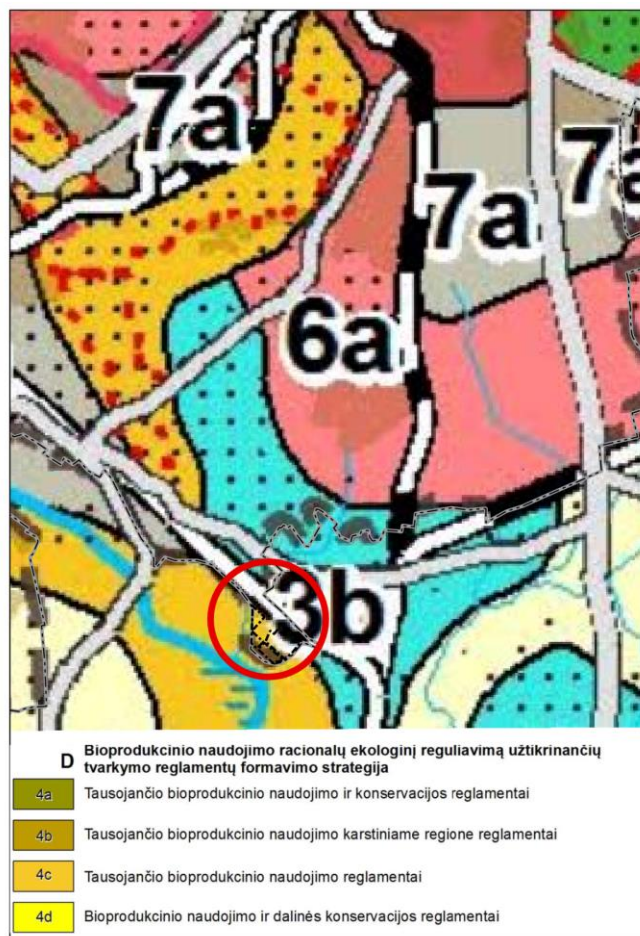 7a
7a
7a
6a
3b
D Bioprodukcinio naudojimo racionalų ekologinį reguliavimą užtikrinančių
tvarkymo reglamentų formavimo strategija
4a Tausojančio bioprodukcinio naudojimo ir konservacijos reglamentai
4b Tausojančio bioprodukcinio naudojimo karstiniame regione reglamentai
4c Tausojančio bioprodukcinio naudojimo reglamentai
4d Bioprodukcinio naudojimo ir dalinės konservacijos reglamentai